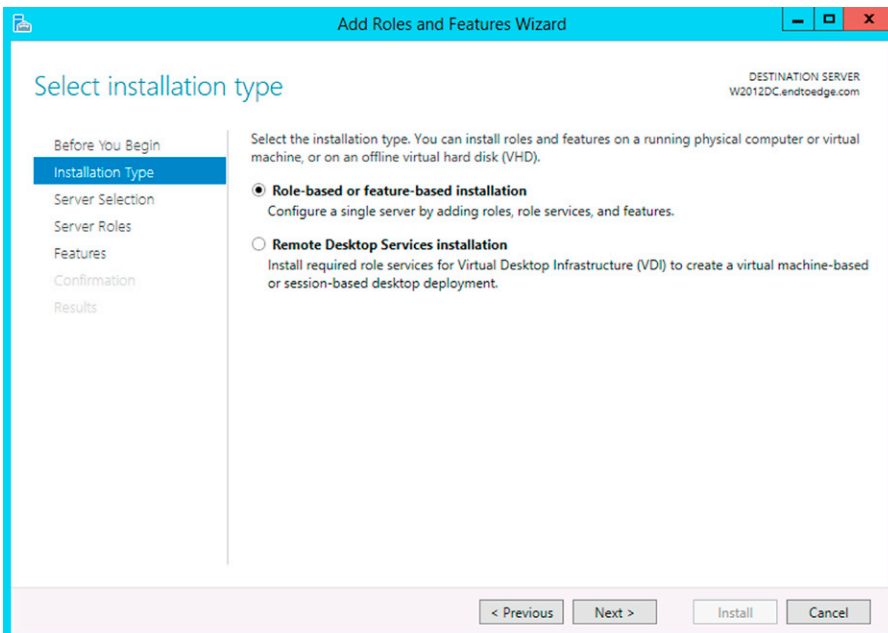 Add Roles and Features Wizard
Select installation type
DESTINATION SERVER
W2012DC.endtoedge.com
Before You Begin
Installation Type
Server Selection
Server Roles
Features
Confirmation
Results
Select the installation type. You can install roles and features on a running physical computer or virtual
machine, or on an offline virtual hard disk (VHD).
Role-based or feature-based installation
Configure a single server by adding roles, role services, and features.
Remote Desktop Services installation
Install required role services for Virtual Desktop Infrastructure (VDI) to create a virtual machine-based
or session-based desktop deployment.
< Previous
Next >
Install
Cancel